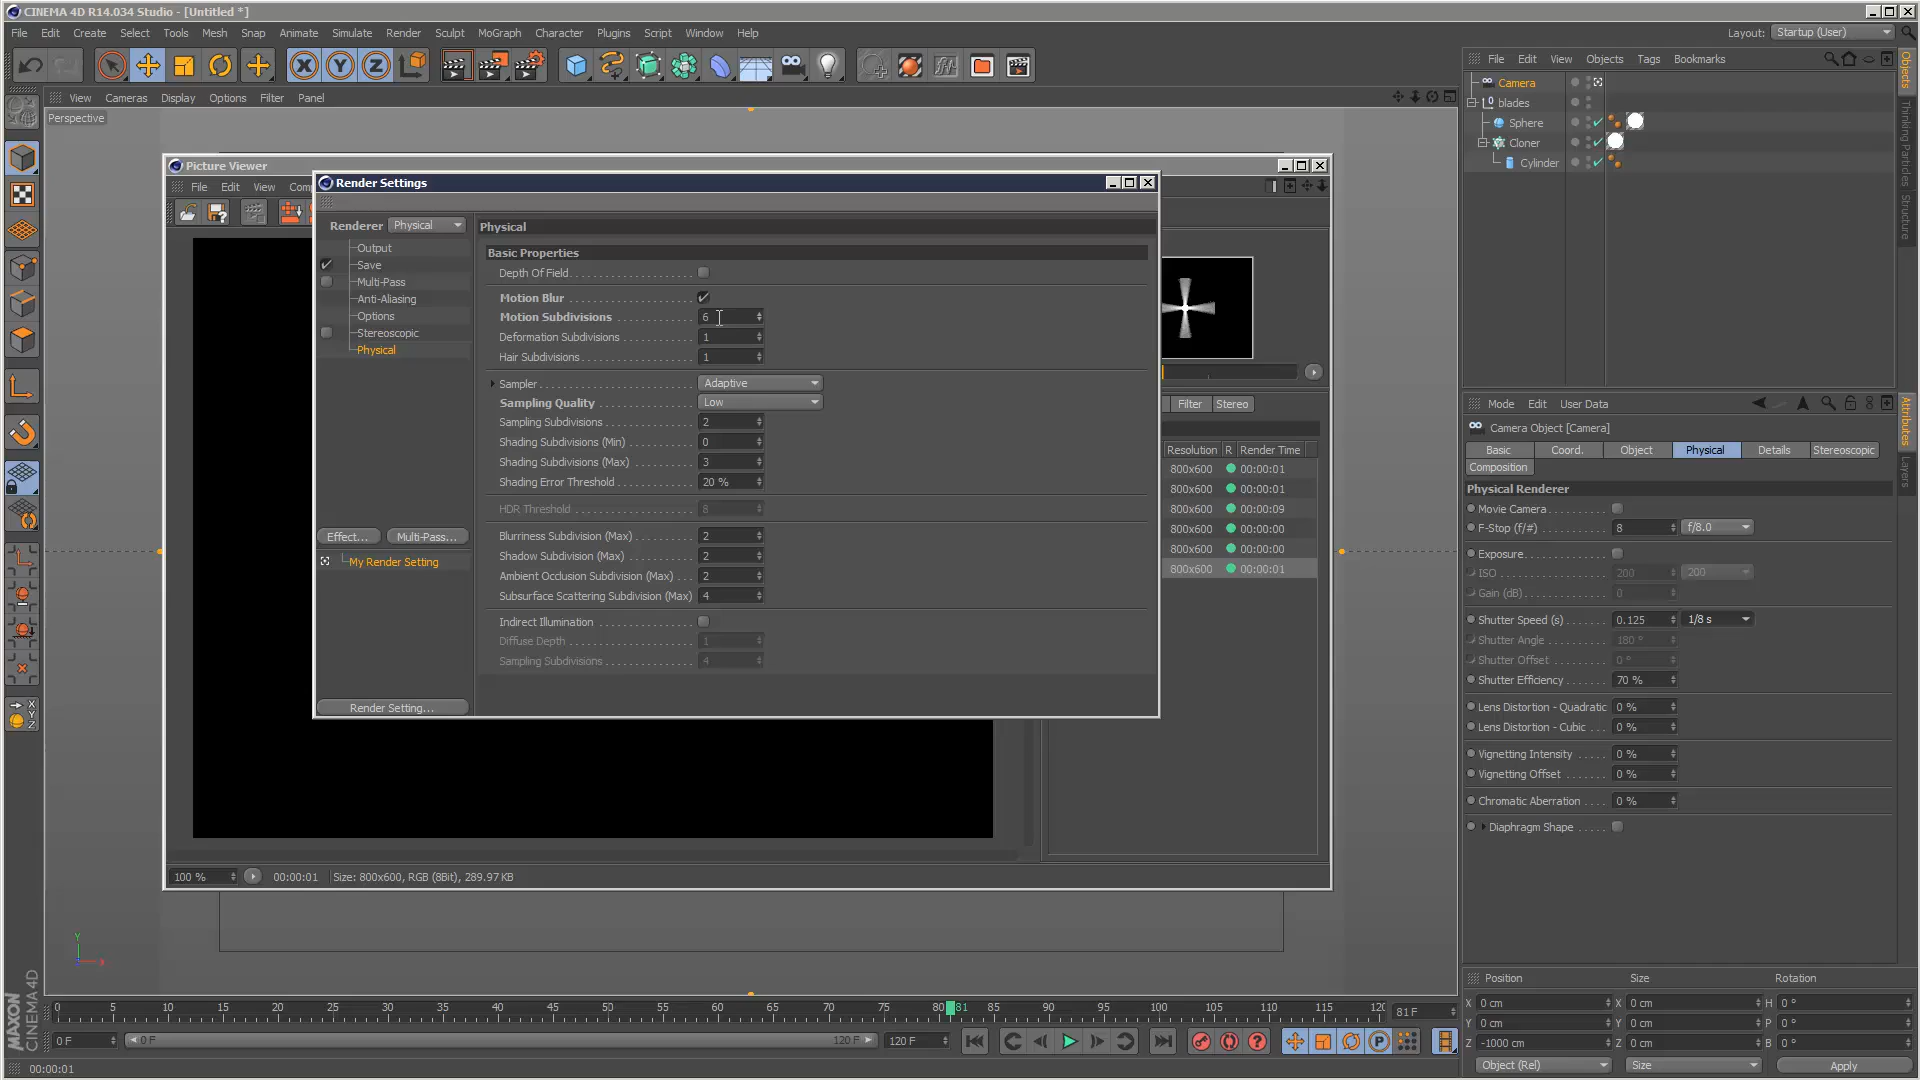 CINEMA 4D R14.034 Studio - [Untitled *]
File Edit Create Select Tools Mesh Snap Animate Simulate Render Sculpt MoGraph Character Plugins Script Window Help
Layout: Startup (User)
View Cameras Display Options Filter Panel
Perspective
Picture Viewer
File Edit View
Render Settings
Renderer Physical
Output
Save
Multi-Pass
Anti-Aliasing
Options
Stereoscopic
Physical
Effect... Multi-Pass...
My Render Setting
Render Setting...
Physical
Basic Properties
Depth Of Field
Motion Blur
Motion Subdivisions 6
Deformation Subdivisions 1
Hair Subdivisions 1
Sampler Adaptive
Sampling Quality Low
Sampling Subdivisions 2
Shading Subdivisions (Min) 0
Shading Subdivisions (Max) 3
Shading Error Threshold 20 %
HDR Threshold 8
Blurriness Subdivision (Max) 2
Shadow Subdivision (Max) 2
Ambient Occlusion Subdivision (Max) 2
Subsurface Scattering Subdivision (Max) 4
Indirect Illumination
Diffuse Depth 1
Sampling Subdivisions 4
Filter Stereo
Resolution R Render Time
800x600 00:00:01
800x600 00:00:01
800x600 00:00:09
800x600 00:00:00
800x600 00:00:00
800x600 00:00:01
100 % 00:00:01 Size: 800x600, RGB (8Bit), 289.97 KB
File Edit View Objects Tags Bookmarks
Camera
blades
Sphere
Cloner
Cylinder
Objects
Thinking Particles
Structure
Attributes
Layers
Mode Edit User Data
Camera Object [Camera]
Basic Coord. Object Physical Details Stereoscopic
Composition
Physical Renderer
Movie Camera
F-Stop (f/#) 8 f/8.0
Exposure
ISO 200 200
Gain (dB) 0
Shutter Speed (s) 0.125 1/8 s
Shutter Angle 180 °
Shutter Offset 0 °
Shutter Efficiency 70 %
Lens Distortion - Quadratic 0 %
Lens Distortion - Cubic 0 %
Vignetting Intensity 0 %
Vignetting Offset 0 %
Chromatic Aberration 0 %
Diaphragm Shape
X Y Z
X
Y
Z
Y
X
MAXON
CINEMA 4D
0 5 10 15 20 25 30 35 40 45 50 55 60 65 70 75 80 81 85 90 95 100 105 110 115 120 81 F
0 F 0 F 120 F 120 F
Position Size Rotation
X 0 cm X 0 cm H 0 °
Y 0 cm Y 0 cm P 0 °
Z -1000 cm Z 0 cm B 0 °
Object (Rel) Size Apply
00:00:01